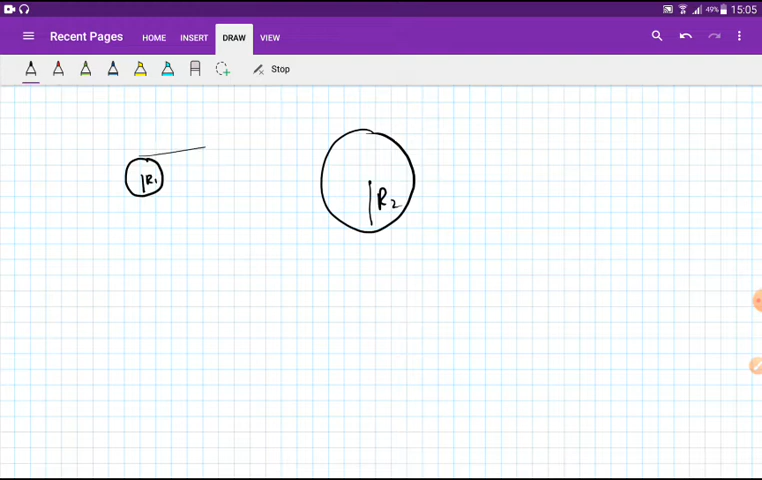 49% 15:05
Recent Pages HOME INSERT DRAW VIEW
Stop
R₁
R₂